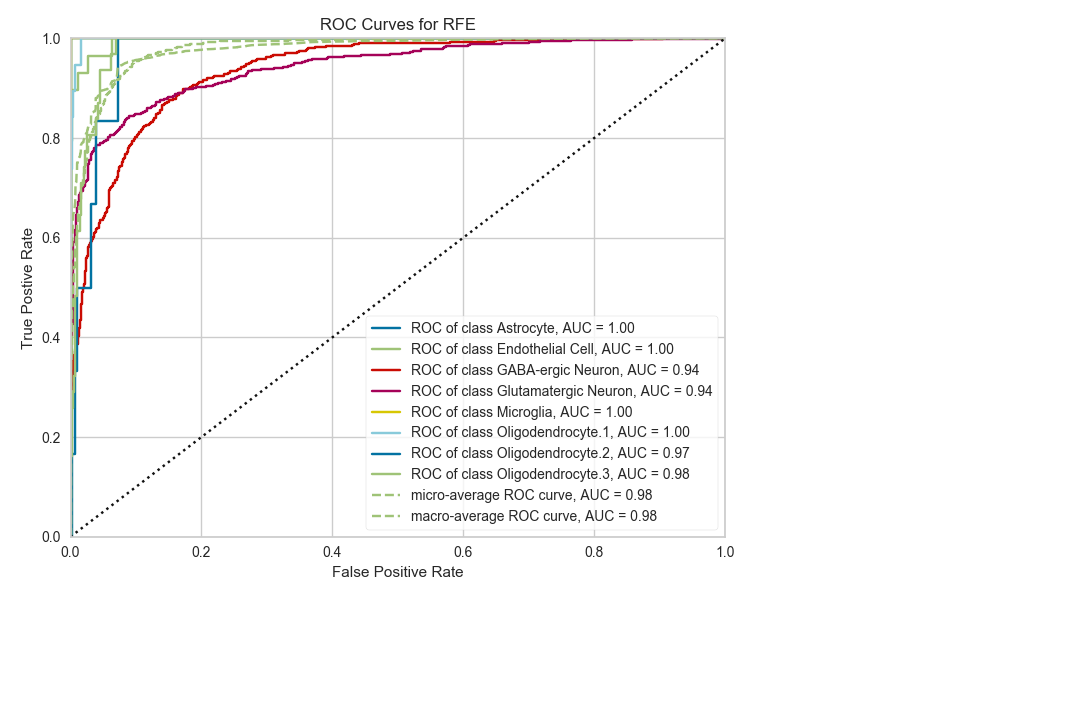 ROC Curves for RFE
True Postive Rate
1.0
0.8
0.6
0.4
0.2
0.0
ROC of class Astrocyte, AUC = 1.00
ROC of class Endothelial Cell, AUC = 1.00
ROC of class GABA-ergic Neuron, AUC = 0.94
ROC of class Glutamatergic Neuron, AUC = 0.94
ROC of class Microglia, AUC = 1.00
ROC of class Oligodendrocyte.1, AUC = 1.00
ROC of class Oligodendrocyte.2, AUC = 0.97
ROC of class Oligodendrocyte.3, AUC = 0.98
micro-average ROC curve, AUC = 0.98
macro-average ROC curve, AUC = 0.98
0.0 0.2 0.4 0.6 0.8 1.0
False Positive Rate